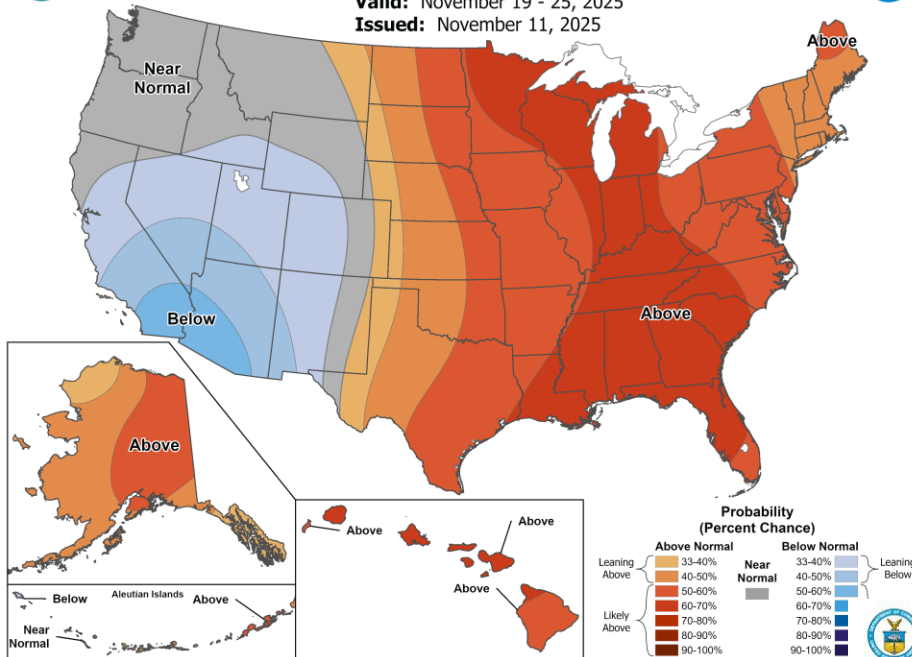 Valid: November 19 - 25, 2025
Issued: November 11, 2025
Near
Normal
Above
Below
Above
Above
Above
Above
Above
Below
Aleutian Islands
Above
Near
Normal
Probability
(Percent Chance)
Above Normal
Below Normal
Leaning
Above
Likely
Above
33-40%
40-50%
50-60%
60-70%
70-80%
80-90%
90-100%
Near
Normal
33-40%
40-50%
50-60%
60-70%
70-80%
80-90%
90-100%
Leaning
Below